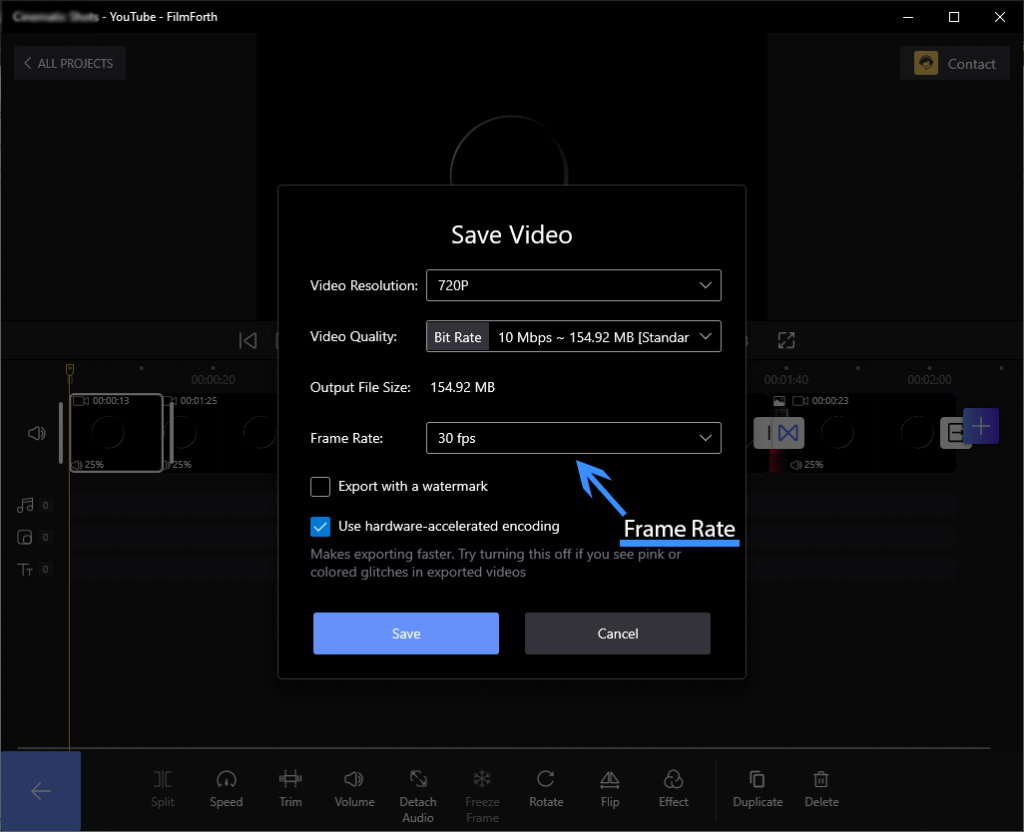 - YouTube - FilmForth
ALL PROJECTS
Contact
Save Video
Video Resolution: 720P
Video Quality: Bit Rate 10 Mbps ~ 154.92 MB [Standar
Output File Size: 154.92 MB
Frame Rate: 30 fps
Export with a watermark
Use hardware-accelerated encoding
Frame Rate
Makes exporting faster. Try turning this off if you see pink or
colored glitches in exported videos
Save
Cancel
0
00:00:20
00:01:40
00:02:00
00:00:13
00:01:25
00:00:23
25%
25%
25%
0
0
TT 0
Split
Speed
Trim
Volume
Detach
Audio
Freeze
Frame
Rotate
Flip
Effect
Duplicate
Delete